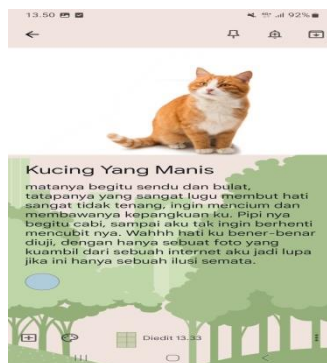 13.50
92%
Kucing Yang Manis
matanya begitu sendu dan bulat,
tatapanya yang sangat lugu membut hati
sangat tidak tenang, ingin mencium dan
membawanya kepangkuan ku. Pipi nya
begitu cabi, sampai aku tak ingin berhenti
mencubit nya. Wahhh hati ku bener-benar
diuji, dengan hanya sebuat foto yang
kuambil dari sebuah internet aku jadi lupa
jika ini hanya sebuah ilusi semata.
Diedit 13.33